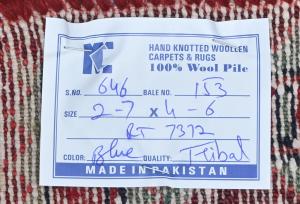 HAND KNOTTED WOOLLEN
CARPETS & RUGS
100% Wool Pile
S.NO. 646 BALE NO. 153
SIZE 2-7 x 4-6
RT 7372
COLOR: Blue QUALITY: Tribal
MADE IN PAKISTAN